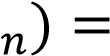 ₙ) =